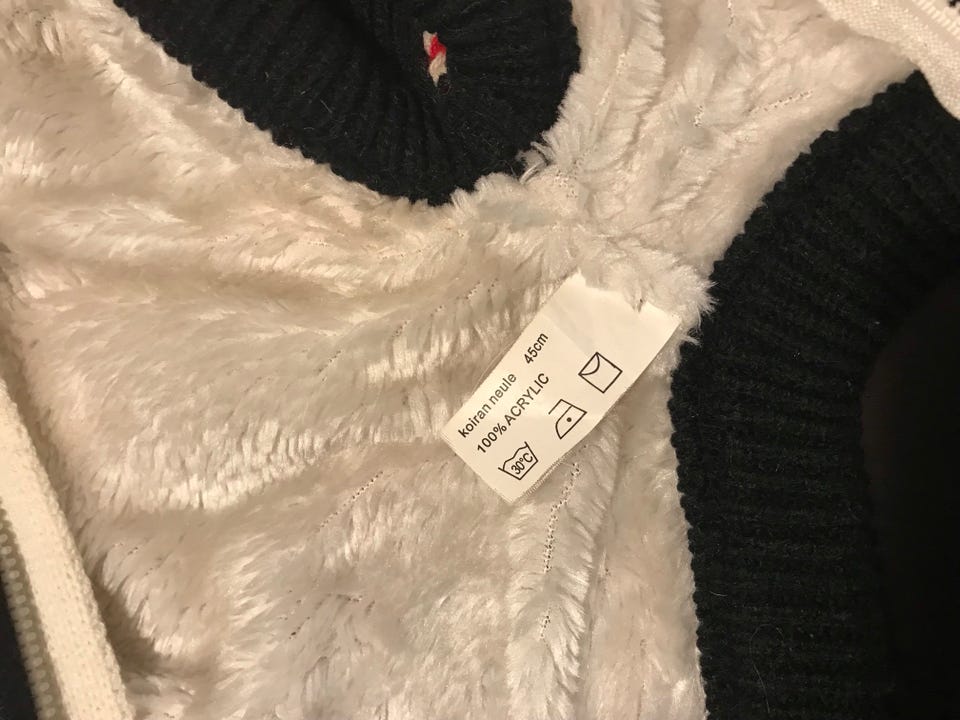 koiran neule 45cm
100% ACRYLIC
30°C